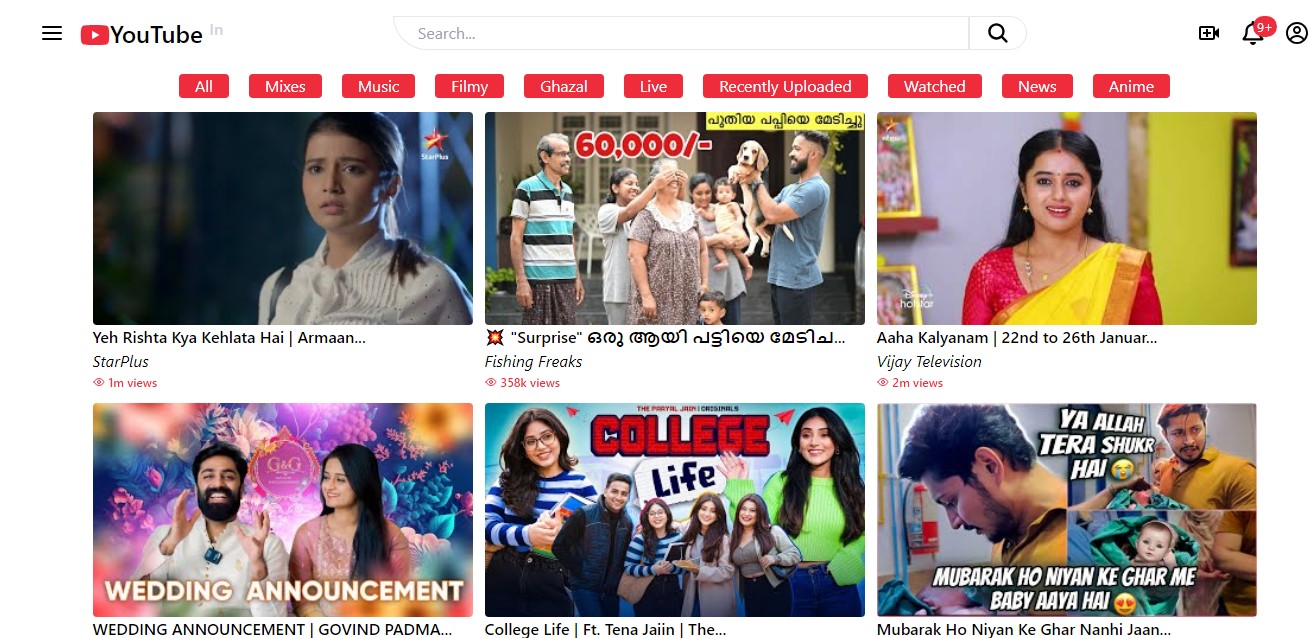 YouTube In
Search...
9+
All Mixes Music Filmy Ghazal Live Recently Uploaded Watched News Anime
StarPlus
പുതിയ പപ്പിയെ മേടിച്ചു
60,000/-
Disney+
hotstar
Yeh Rishta Kya Kehlata Hai | Armaan...
StarPlus
1m views
💥 "Surprise" ഒരു ആയി പട്ടിയെ മേടിച...
Fishing Freaks
358k views
Aaha Kalyanam | 22nd to 26th Januar...
Vijay Television
2m views
G&G
WEDDING ANNOUNCEMENT
THE PAAYAL JAIN | ORIGINALS
COLLEGE
Life
YA ALLAH
TERA SHUKR
HAI 😭
MUBARAK HO NIYAN KE GHAR ME
BABY AAYA HAI 😍
WEDDING ANNOUNCEMENT | GOVIND PADMA...
College Life | Ft. Tena Jaiin | The...
Mubarak Ho Niyan Ke Ghar Nanhi Jaan...